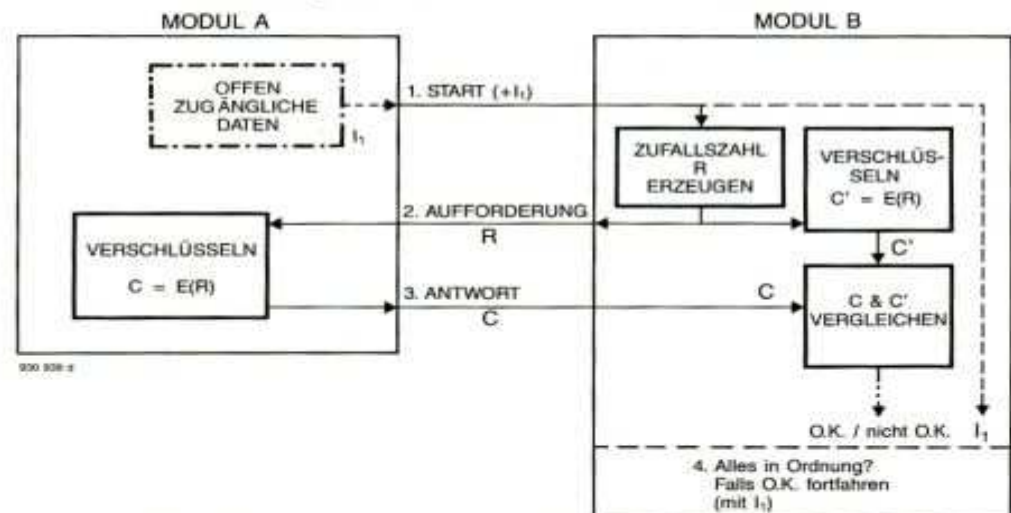 MODUL A
MODUL B
OFFEN
ZUGÄNGLICHE
DATEN
I₁
1. START (+I₁)
ZUFALLSZAHL
R
ERZEUGEN
VERSCHLÜS-
SELN
C' = E(R)
2. AUFFORDERUNG
R
VERSCHLÜSSELN
C = E(R)
C'
3. ANTWORT
C
C
C & C'
VERGLEICHEN
O.K. / nicht O.K.
I₁
4. Alles in Ordnung?
Falls O.K. fortfahren
(mit I₁)